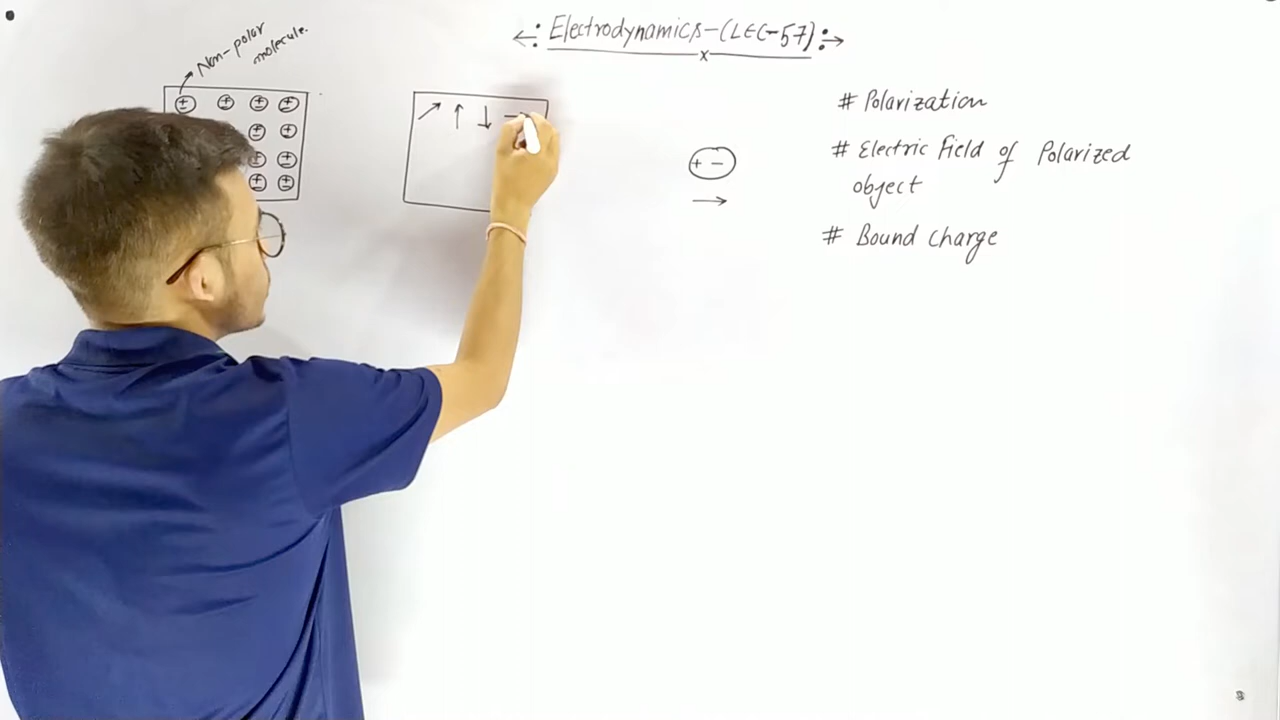 Electrodynamics-(LEC-57)
Non-polar
molecule.
# Polarization
# Electric Field of Polarized
object
# Bound charge
+ -